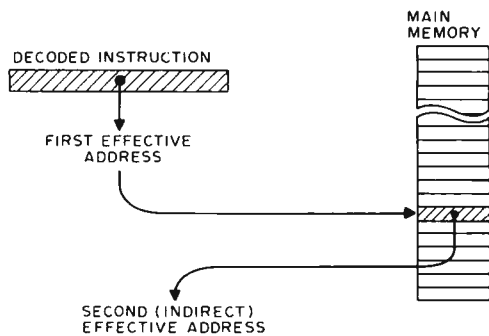 MAIN
MEMORY
DECODED INSTRUCTION
FIRST EFFECTIVE
ADDRESS
SECOND (INDIRECT)
EFFECTIVE ADDRESS